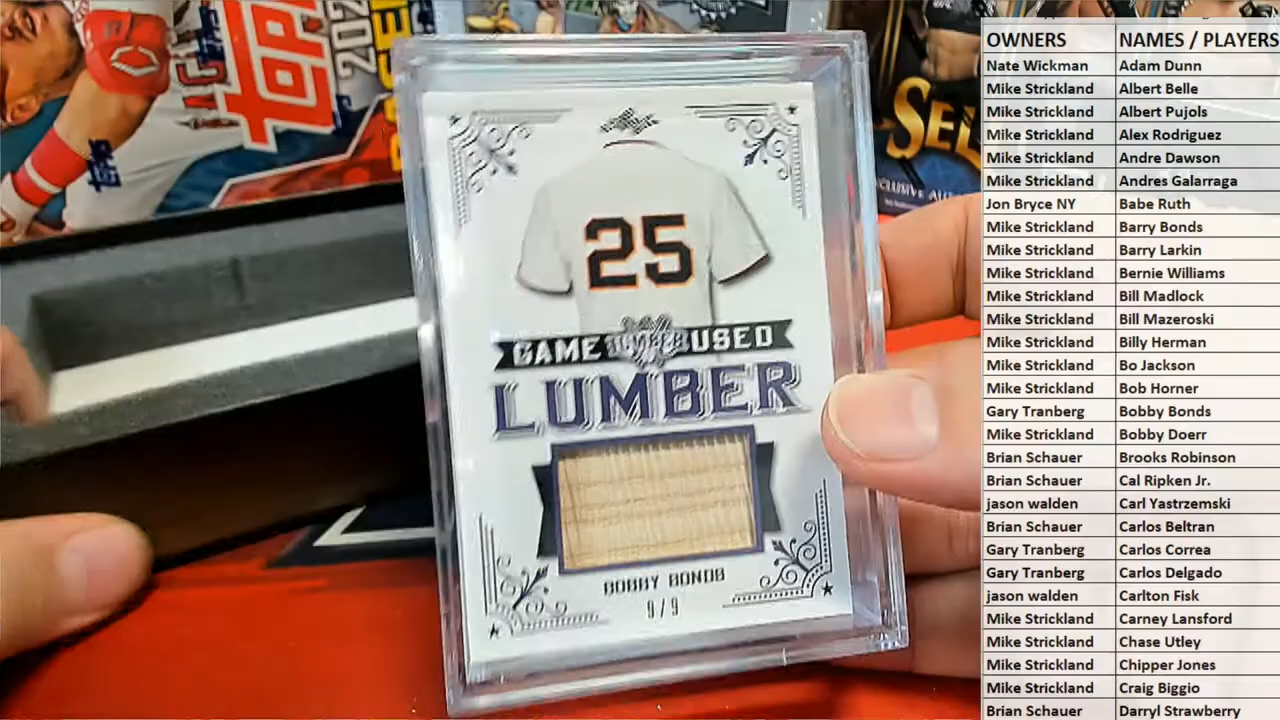 TOPPS
202
SEL
EXCLUSIVE AU
25
GAME USED
LUMBER
BOBBY BONDS
9/9
OWNERS NAMES / PLAYERS
Nate Wickman Adam Dunn
Mike Strickland Albert Belle
Mike Strickland Albert Pujols
Mike Strickland Alex Rodriguez
Mike Strickland Andre Dawson
Mike Strickland Andres Galarraga
Jon Bryce NY Babe Ruth
Mike Strickland Barry Bonds
Mike Strickland Barry Larkin
Mike Strickland Bernie Williams
Mike Strickland Bill Madlock
Mike Strickland Bill Mazeroski
Mike Strickland Billy Herman
Mike Strickland Bo Jackson
Mike Strickland Bob Horner
Gary Tranberg Bobby Bonds
Mike Strickland Bobby Doerr
Brian Schauer Brooks Robinson
Brian Schauer Cal Ripken Jr.
jason walden Carl Yastrzemski
Brian Schauer Carlos Beltran
Gary Tranberg Carlos Correa
Gary Tranberg Carlos Delgado
jason walden Carlton Fisk
Mike Strickland Carney Lansford
Mike Strickland Chase Utley
Mike Strickland Chipper Jones
Mike Strickland Craig Biggio
Brian Schauer Darryl Strawberry